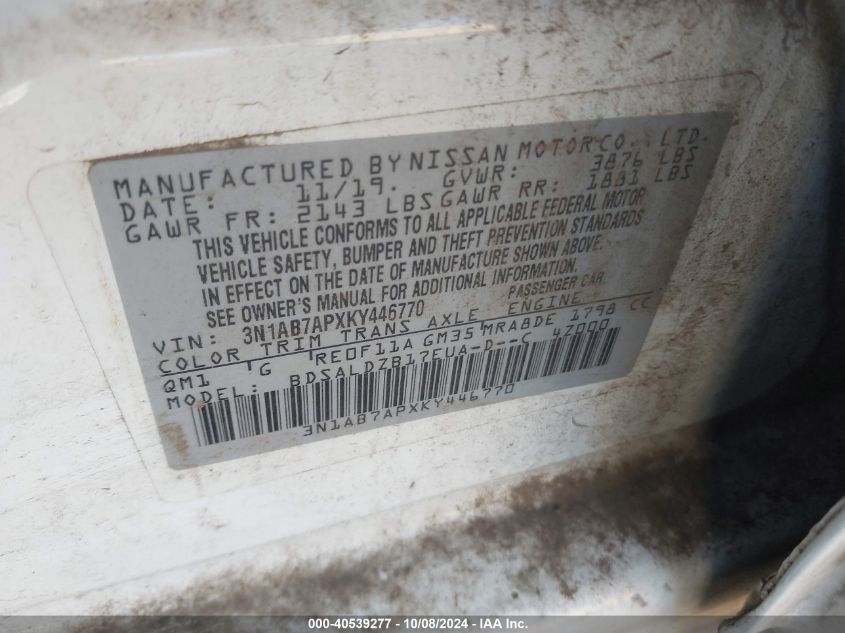 MANUFACTURED BY NISSAN MOTOR CO., LTD.
DATE: 11/19. GVWR: 3876 LBS
GAWR FR: 2143 LBS GAWR RR: 1881 LBS
THIS VEHICLE CONFORMS TO ALL APPLICABLE FEDERAL MOTOR
VEHICLE SAFETY, BUMPER AND THEFT PREVENTION STANDARDS
IN EFFECT ON THE DATE OF MANUFACTURE SHOWN ABOVE.
SEE OWNER'S MANUAL FOR ADDITIONAL INFORMATION.
VIN: 3N1AB7APXKY446770 PASSENGER CAR
COLOR TRIM TRANS AXLE ENGINE
QM1 G RE0F11A GM35 MRA8DE 1798 CC
MODEL: BDSALDZB17EUA-D--C 4Z000
3N1AB7APXKY446770
000-40539277 - 10/08/2024 - IAA Inc.